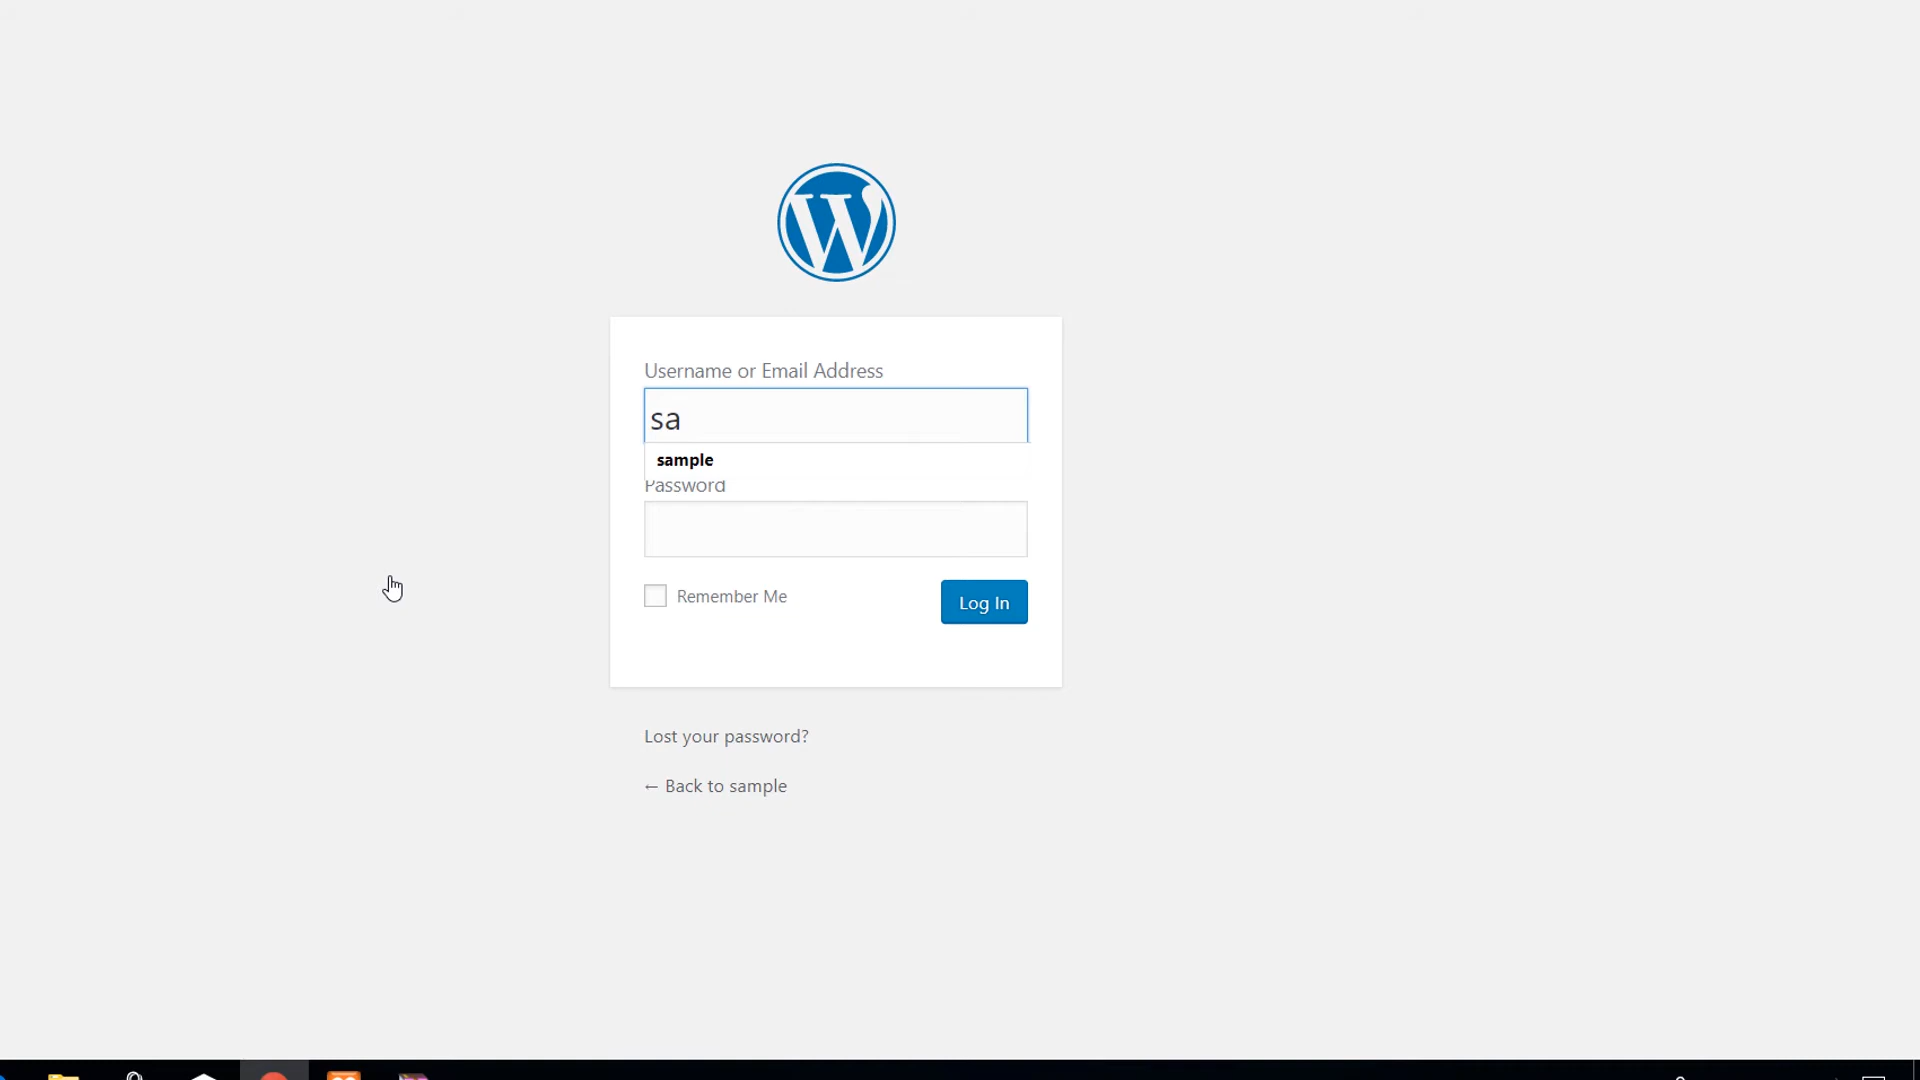 Username or Email Address
sa
sample
Password
Remember Me
Log In
Lost your password?
← Back to sample